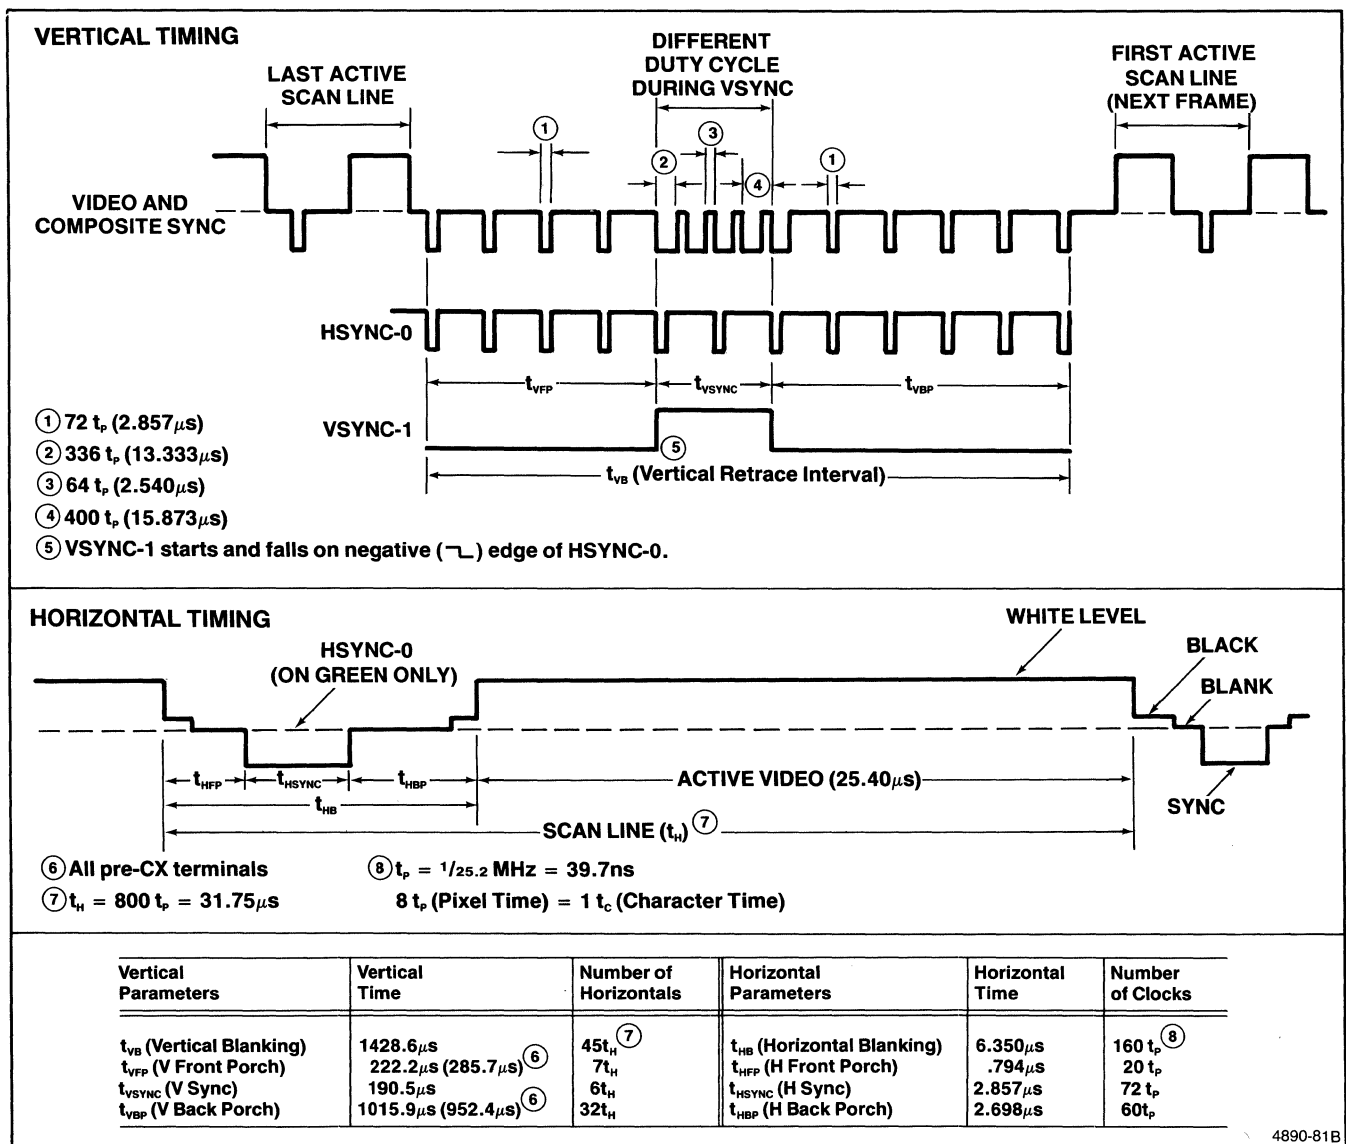 VERTICAL TIMING
LAST ACTIVE
SCAN LINE
DIFFERENT
DUTY CYCLE
DURING VSYNC
FIRST ACTIVE
SCAN LINE
(NEXT FRAME)
① ③ ② ④ ①
VIDEO AND
COMPOSITE SYNC
HSYNC-0
tVFP tVSYNC tVBP
VSYNC-1
⑤
tVB (Vertical Retrace Interval)
① 72 tP (2.857μs)
② 336 tP (13.333μs)
③ 64 tP (2.540μs)
④ 400 tP (15.873μs)
⑤ VSYNC-1 starts and falls on negative ( ) edge of HSYNC-0.
HORIZONTAL TIMING
HSYNC-0
(ON GREEN ONLY)
WHITE LEVEL
BLACK
BLANK
SYNC
tHFP tHSYNC tHBP
tHB
ACTIVE VIDEO (25.40μs)
SCAN LINE (tH) ⑦
⑥ All pre-CX terminals
⑦ tH = 800 tP = 31.75μs
⑧ tP = 1/25.2 MHz = 39.7ns
8 tP (Pixel Time) = 1 tC (Character Time)
Vertical Parameters | Vertical Time | Number of Horizontals | Horizontal Parameters | Horizontal Time | Number of Clocks
tVB (Vertical Blanking) | 1428.6μs | 45tH ⑦ | tHB (Horizontal Blanking) | 6.350μs | 160 tP ⑧
tVFP (V Front Porch) | 222.2μs (285.7μs) ⑥ | 7tH | tHFP (H Front Porch) | .794μs | 20 tP
tVSYNC (V Sync) | 190.5μs | 6tH | tHSYNC (H Sync) | 2.857μs | 72 tP
tVBP (V Back Porch) | 1015.9μs (952.4μs) ⑥ | 32tH | tHBP (H Back Porch) | 2.698μs | 60tP
4890-81B